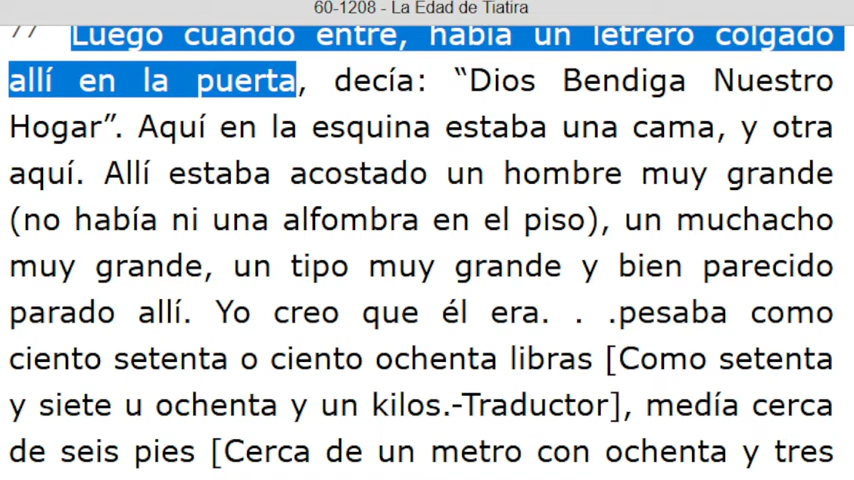 60-1208 - La Edad de Tiatira
77 Luego cuando entré, había un letrero colgado
allí en la puerta, decía: “Dios Bendiga Nuestro
Hogar”. Aquí en la esquina estaba una cama, y otra
aquí. Allí estaba acostado un hombre muy grande
(no había ni una alfombra en el piso), un muchacho
muy grande, un tipo muy grande y bien parecido
parado allí. Yo creo que él era. . .pesaba como
ciento setenta o ciento ochenta libras [Como setenta
y siete u ochenta y un kilos.-Traductor], medía cerca
de seis pies [Cerca de un metro con ochenta y tres